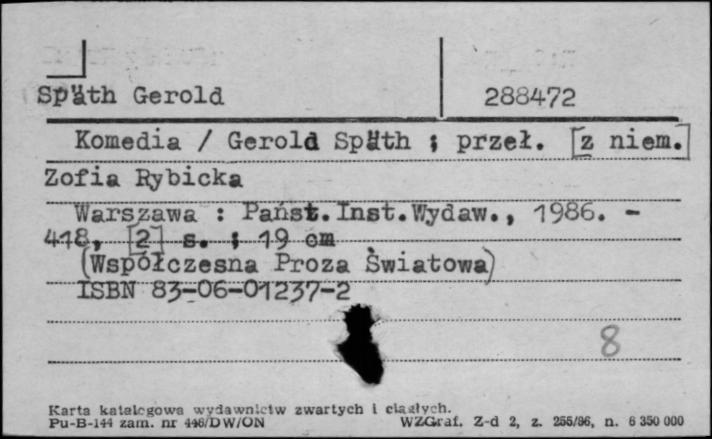 Späth Gerold 288472
Komedia / Gerold Späth ; przeł. [z niem.]
Zofia Rybicka
Warszawa : Państ.Inst.Wydaw., 1986. -
418, [2] s. ; 19 cm
(Współczesna Proza Światowa)
ISBN 83-06-01237-2
8
Karta katalogowa wydawnictw zwartych i ciągłych.
Pu-B-144 zam. nr 446/DW/ON WZGraf. Z-d 2, z. 255/86, n. 6 350 000